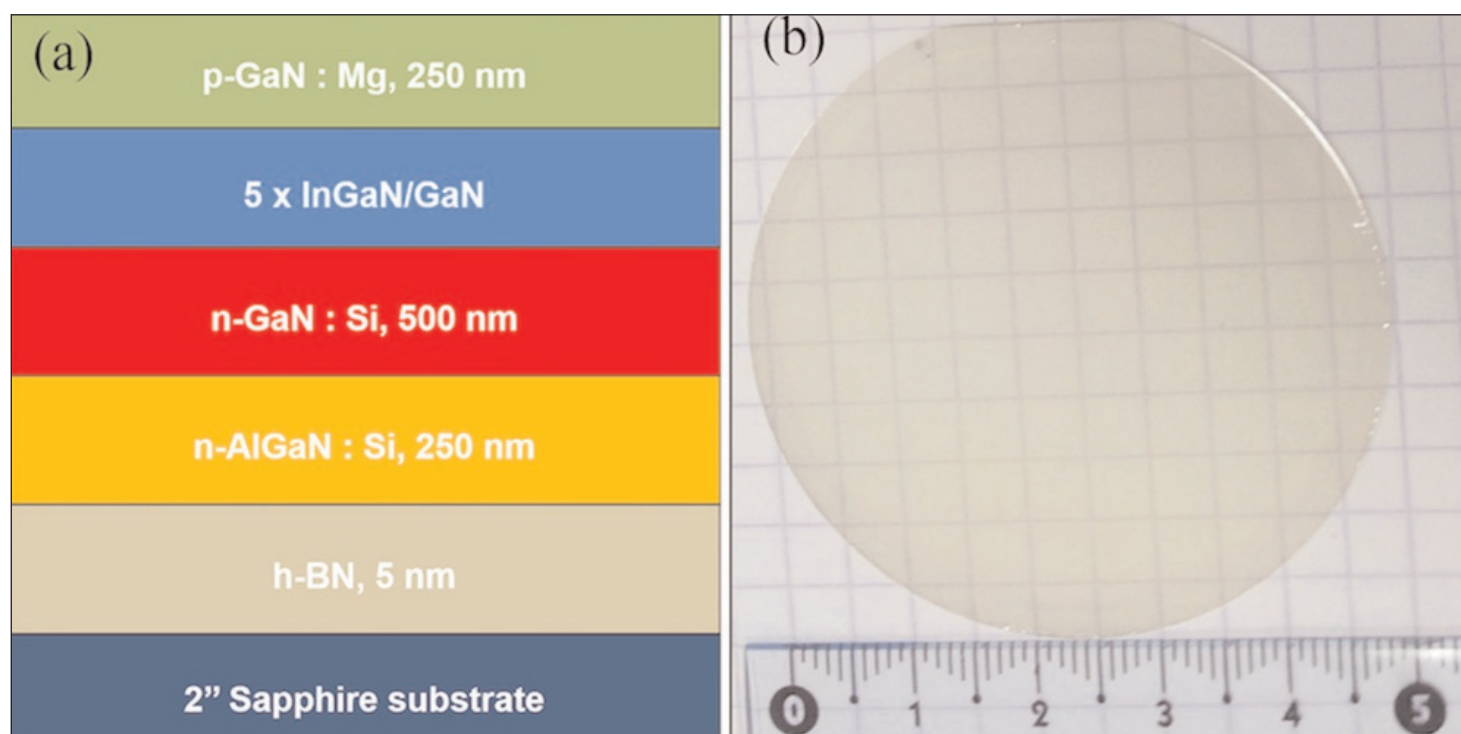 (a)
p-GaN : Mg, 250 nm
5 x InGaN/GaN
n-GaN : Si, 500 nm
n-AlGaN : Si, 250 nm
h-BN, 5 nm
2” Sapphire substrate
(b)
0 1 2 3 4 5